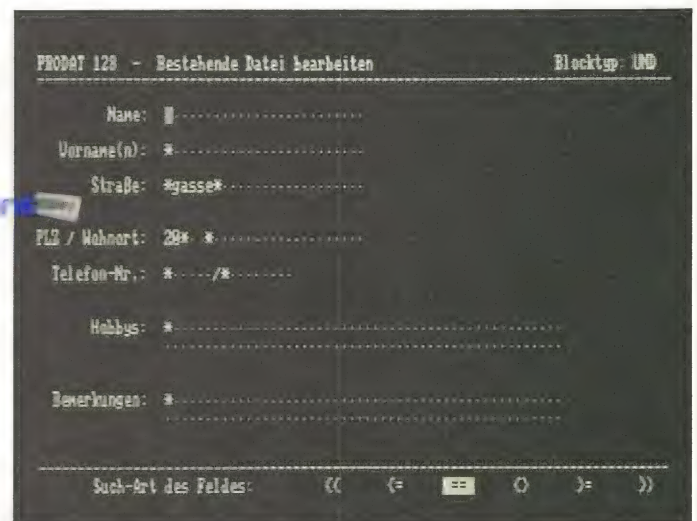 PRODAT 128 - Bestehende Datei bearbeiten Blocktyp: UND
Name:
Vorname(n): *
Straße: *gasse*
PLZ / Wohnort: 20* *
Telefon-Nr.: * /*
Hobbys: *
Bemerkungen: *
Such-Art des Feldes: << <= == <> >= >>